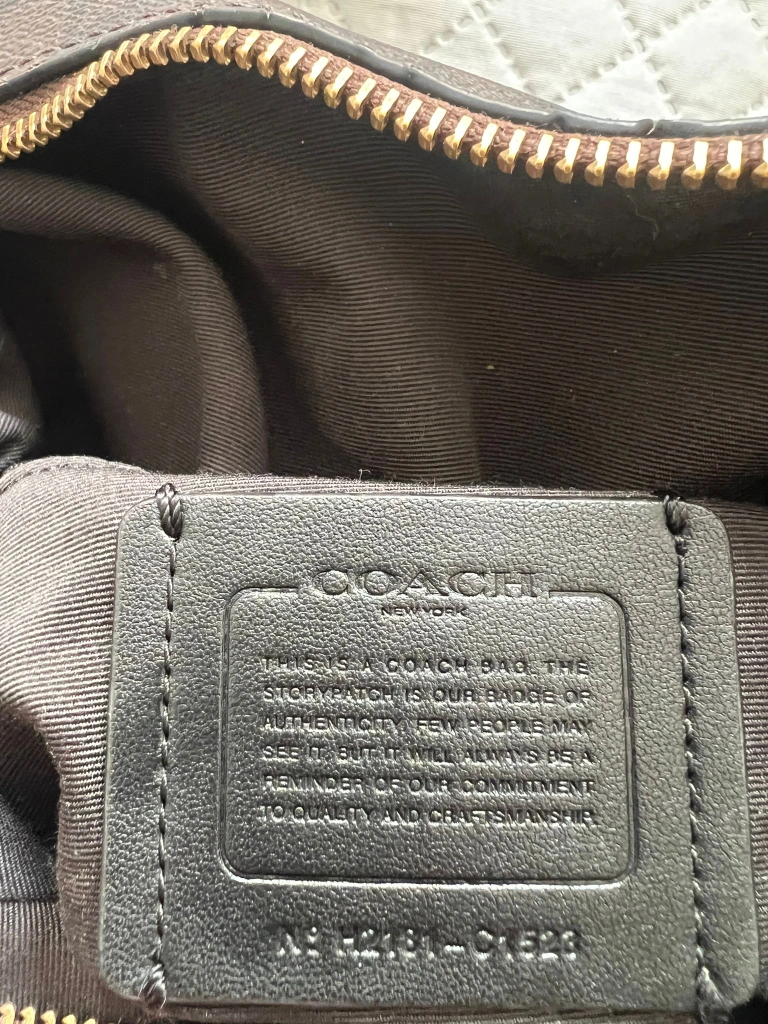 COACH
NEW YORK
THIS IS A COACH BAG. THE
STORYPATCH IS OUR BADGE OF
AUTHENTICITY. FEW PEOPLE MAY
SEE IT, BUT IT WILL ALWAYS BE A
REMINDER OF OUR COMMITMENT
TO QUALITY AND CRAFTSMANSHIP.
Nº H2181-C1523